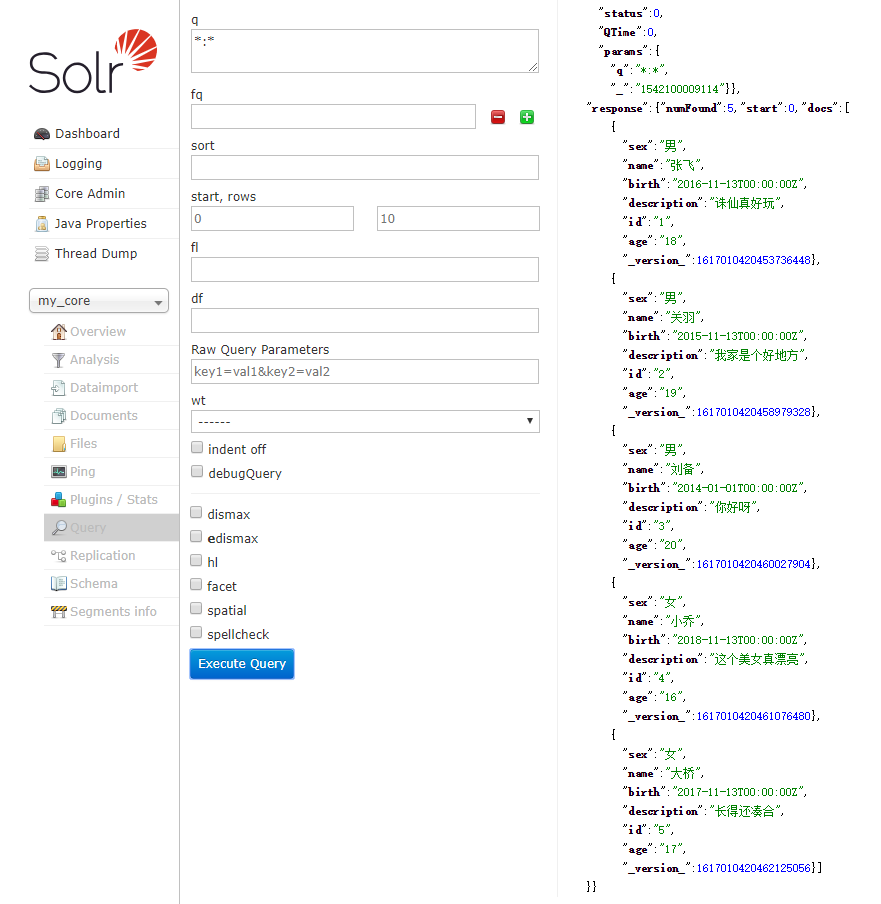 Solr
Dashboard
Logging
Core Admin
Java Properties
Thread Dump
my_core
Overview
Analysis
Dataimport
Documents
Files
Ping
Plugins / Stats
Query
Replication
Schema
Segments info
q
*:*
fq
sort
start, rows
0
10
fl
df
Raw Query Parameters
key1=val1&key2=val2
wt
------
indent off
debugQuery
dismax
edismax
hl
facet
spatial
spellcheck
Execute Query
"status":0,
"QTime":0,
"params":{
"q":"*:*",
"_":"1542100009114"}},
"response":{"numFound":5,"start":0,"docs":[
{
"sex":"男",
"name":"张飞",
"birth":"2016-11-13T00:00:00Z",
"description":"诛仙真好玩",
"id":"1",
"age":"18",
"_version_":1617010420453736448},
{
"sex":"男",
"name":"关羽",
"birth":"2015-11-13T00:00:00Z",
"description":"我家是个好地方",
"id":"2",
"age":"19",
"_version_":1617010420458979328},
{
"sex":"男",
"name":"刘备",
"birth":"2014-01-01T00:00:00Z",
"description":"你好呀",
"id":"3",
"age":"20",
"_version_":1617010420460027904},
{
"sex":"女",
"name":"小乔",
"birth":"2018-11-13T00:00:00Z",
"description":"这个美女真漂亮",
"id":"4",
"age":"16",
"_version_":1617010420461076480},
{
"sex":"女",
"name":"大桥",
"birth":"2017-11-13T00:00:00Z",
"description":"长得还凑合",
"id":"5",
"age":"17",
"_version_":1617010420462125056}]
}}